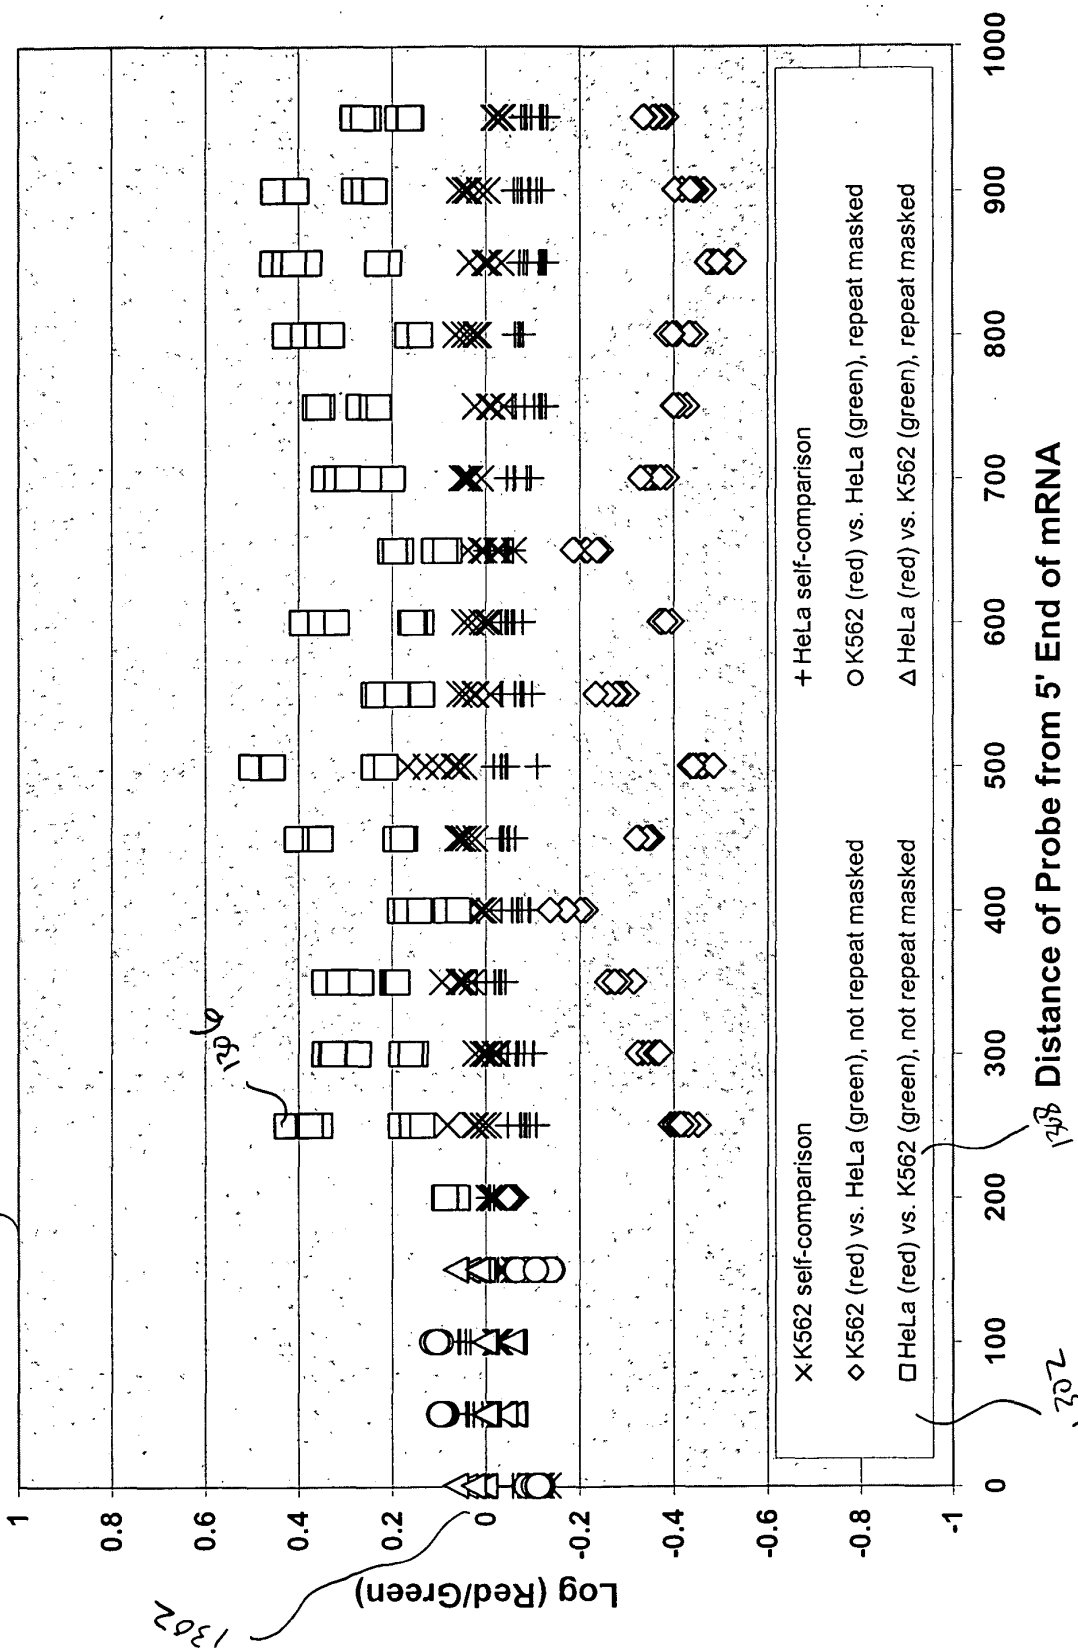 1
0.8
0.6
0.4
0.2
0
-0.2
-0.4
-0.6
-0.8
-1
Log (Red/Green)
0 100 200 300 400 500 600 700 800 900 1000
Distance of Probe from 5' End of mRNA
× K562 self-comparison
+ HeLa self-comparison
◇ K562 (red) vs. HeLa (green), not repeat masked
○ K562 (red) vs. HeLa (green), repeat masked
□ HeLa (red) vs. K562 (green), not repeat masked
△ HeLa (red) vs. K562 (green), repeat masked
1302
1306
1308